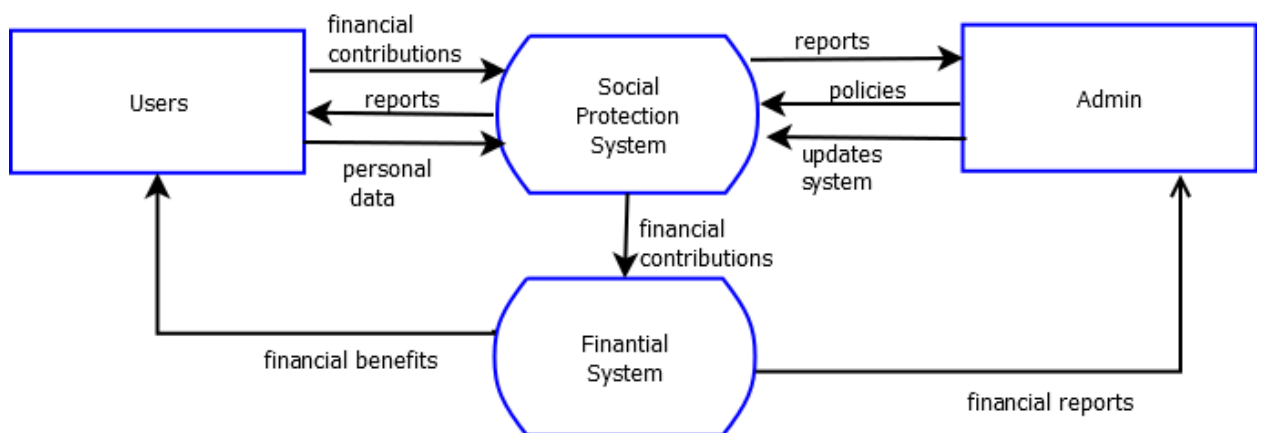 financial
contributions
reports
Users
reports
Social
Protection
System
policies
Admin
personal
data
updates
system
financial
contributions
financial benefits
Finantial
System
financial reports